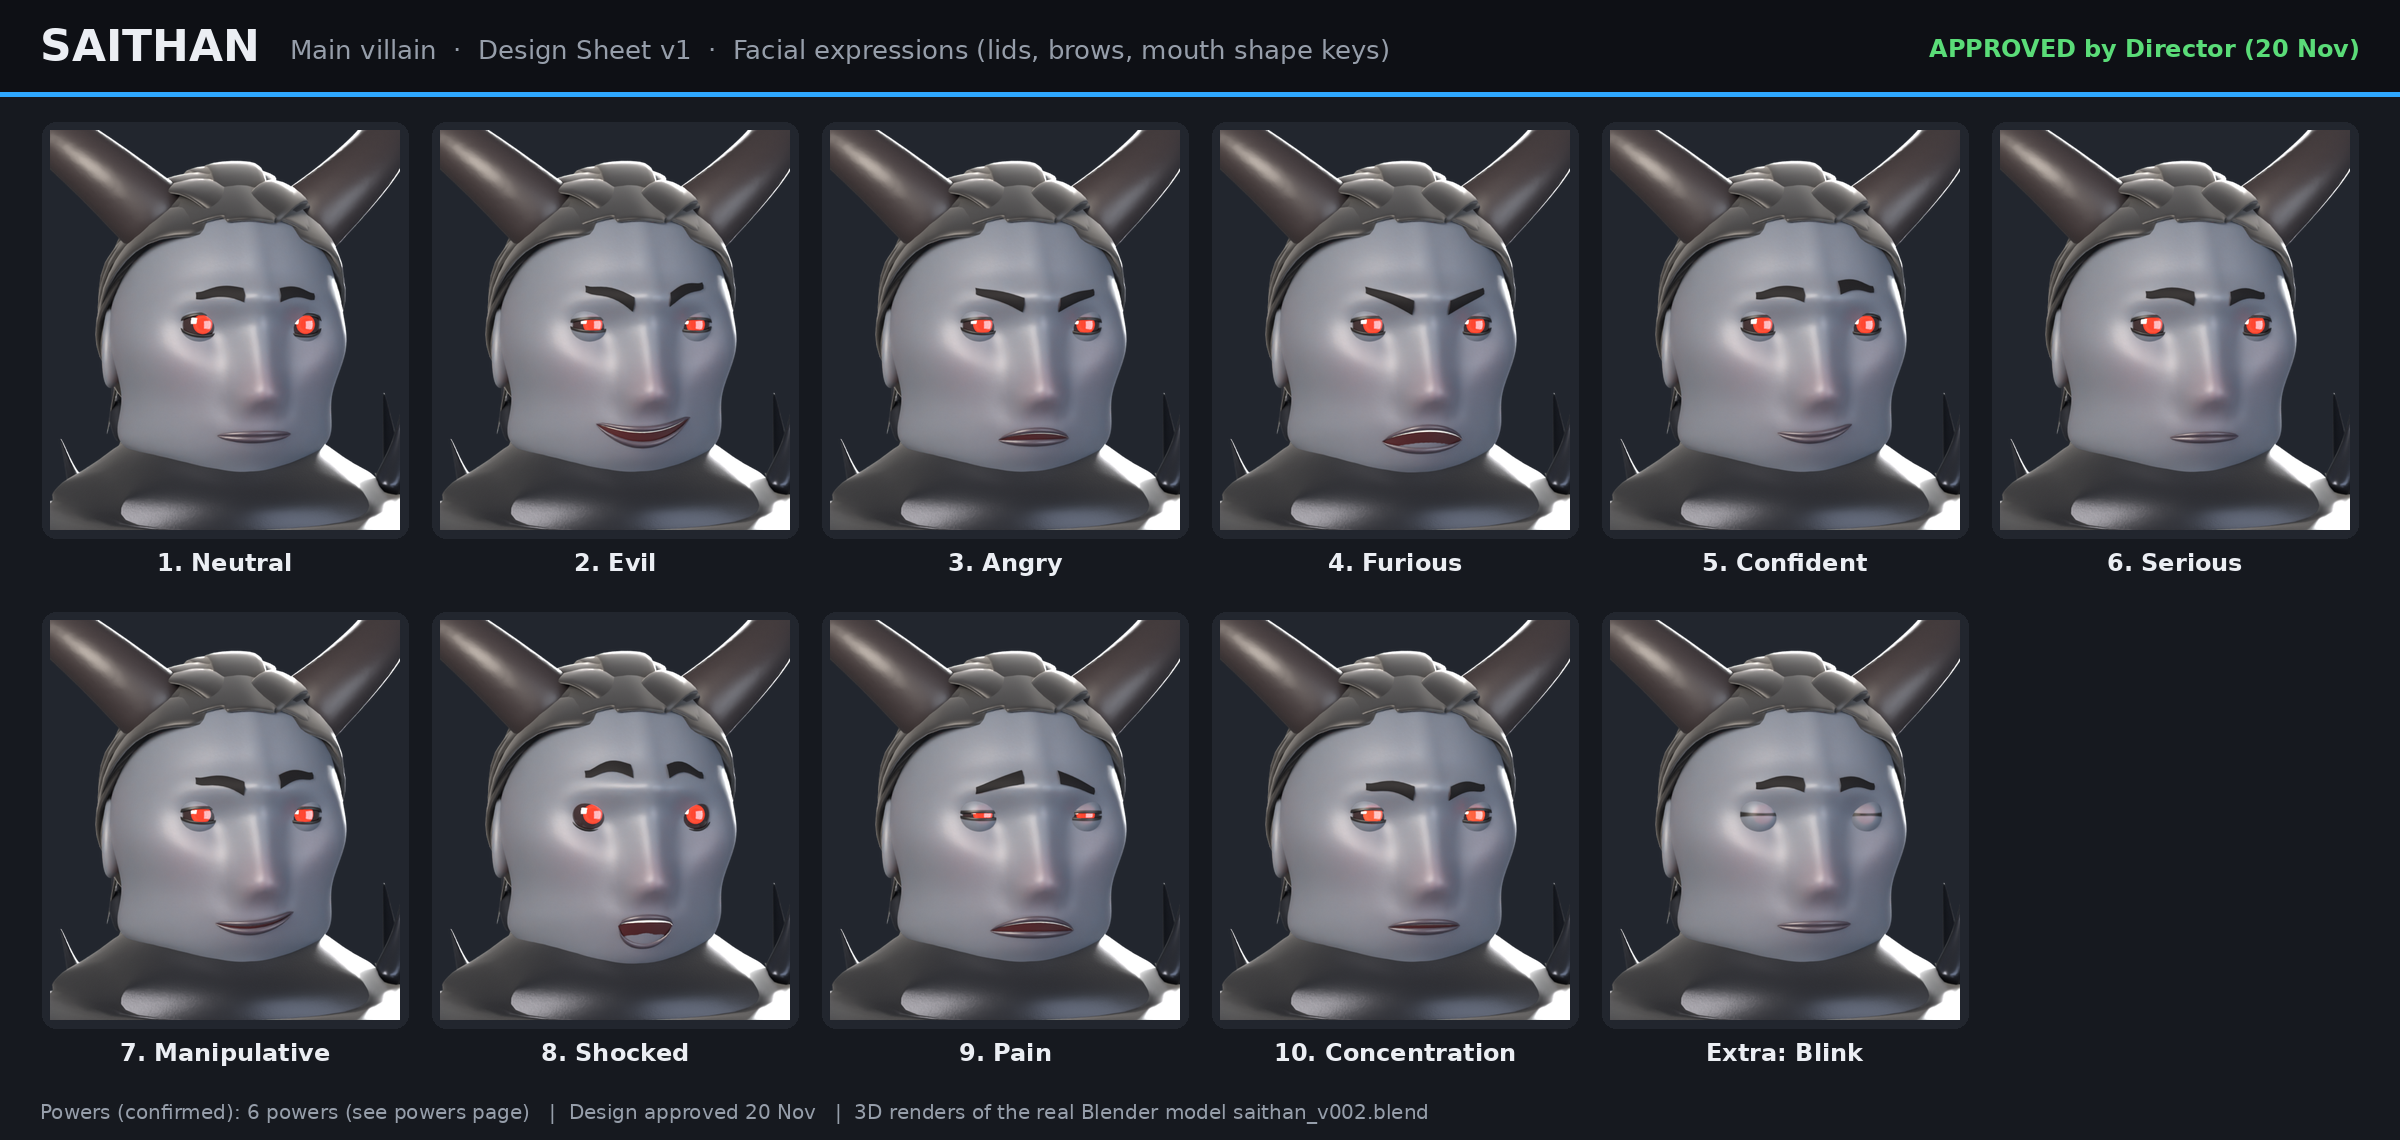 SAITHAN Main villain · Design Sheet v1 · Facial expressions (lids, brows, mouth shape keys) APPROVED by Director (20 Nov)
1. Neutral 2. Evil 3. Angry 4. Furious 5. Confident 6. Serious
7. Manipulative 8. Shocked 9. Pain 10. Concentration Extra: Blink
Powers (confirmed): 6 powers (see powers page) | Design approved 20 Nov | 3D renders of the real Blender model saithan_v002.blend